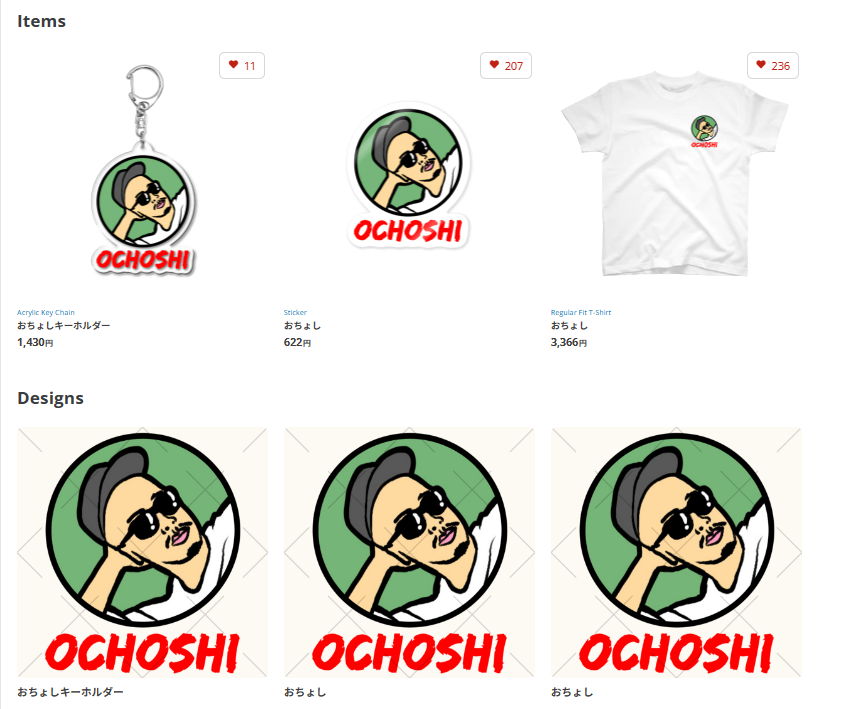 Items
11
207
236
OCHOSHI
OCHOSHI
OCHOSHI
Acrylic Key Chain
おちょしキーホルダー
1,430円
Sticker
おちょし
622円
Regular Fit T-Shirt
おちょし
3,366円
Designs
OCHOSHI
OCHOSHI
OCHOSHI
おちょしキーホルダー
おちょし
おちょし